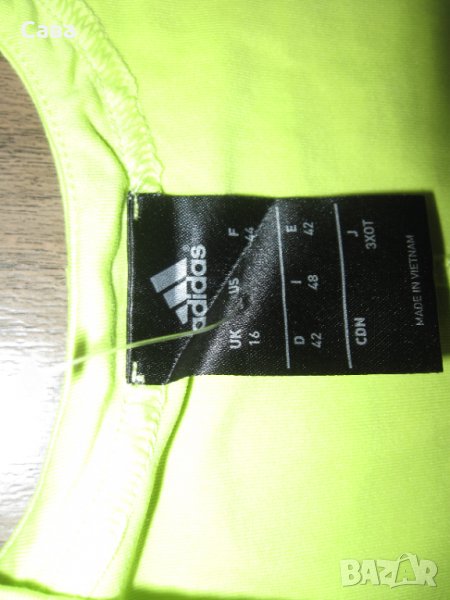 Casa
adidas
UK US F
16 44
D I E
42 48 42
CDN J
3XOT
MADE IN VIETNAM
BAZAR